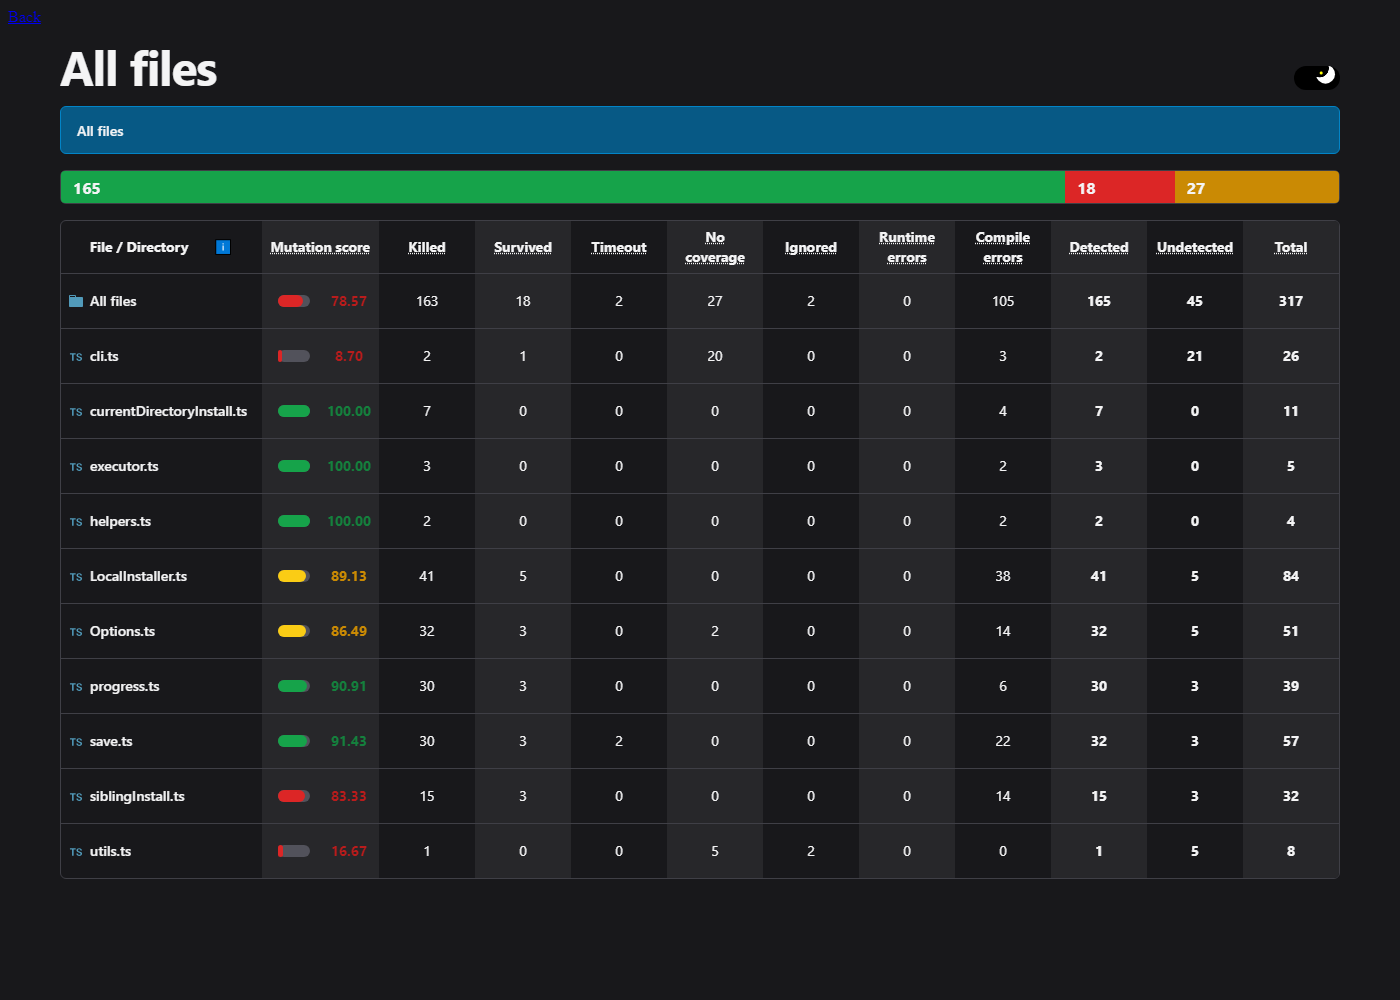 Back
All files
All files
165 18 27
File / Directory i Mutation score Killed Survived Timeout No coverage Ignored Runtime errors Compile errors Detected Undetected Total
All files 78.57 163 18 2 27 2 0 105 165 45 317
TS cli.ts 8.70 2 1 0 20 0 0 3 2 21 26
TS currentDirectoryInstall.ts 100.00 7 0 0 0 0 0 4 7 0 11
TS executor.ts 100.00 3 0 0 0 0 0 2 3 0 5
TS helpers.ts 100.00 2 0 0 0 0 0 2 2 0 4
TS LocalInstaller.ts 89.13 41 5 0 0 0 0 38 41 5 84
TS Options.ts 86.49 32 3 0 2 0 0 14 32 5 51
TS progress.ts 90.91 30 3 0 0 0 0 6 30 3 39
TS save.ts 91.43 30 3 2 0 0 0 22 32 3 57
TS siblingInstall.ts 83.33 15 3 0 0 0 0 14 15 3 32
TS utils.ts 16.67 1 0 0 5 2 0 0 1 5 8